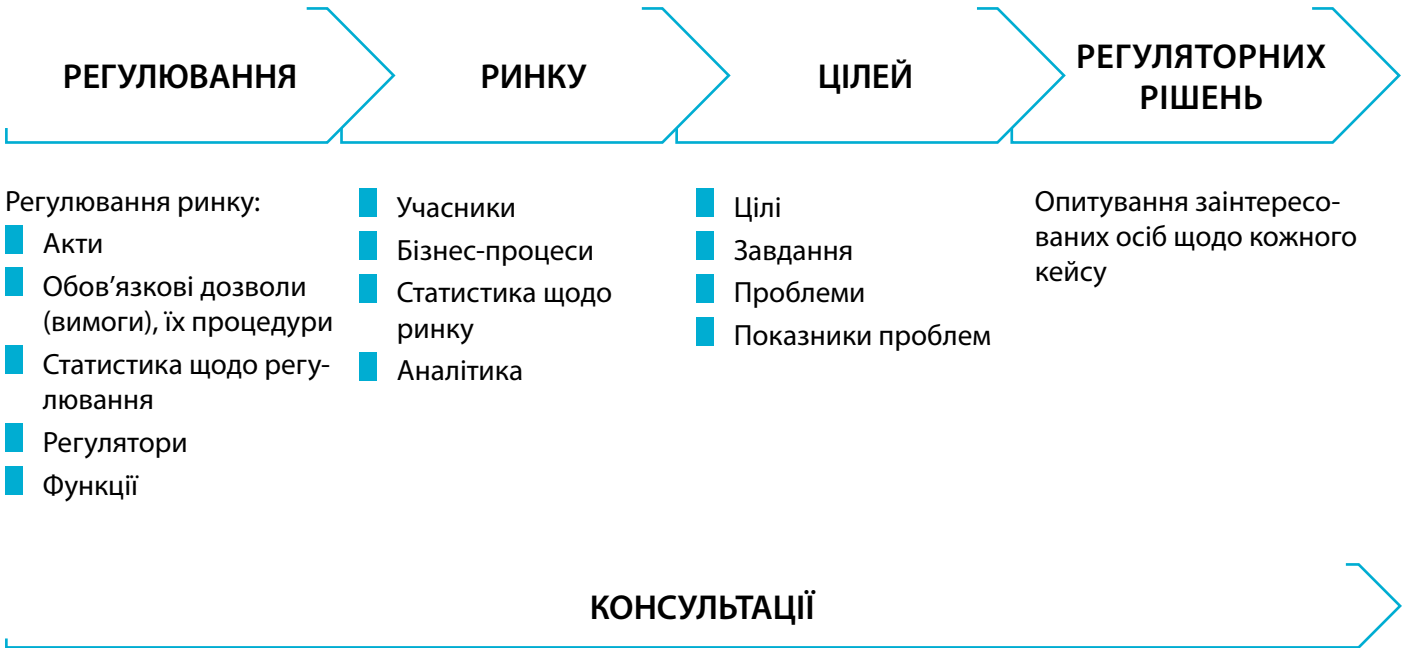 РЕГУЛЮВАННЯ
РИНКУ
ЦІЛЕЙ
РЕГУЛЯТОРНИХ
РІШЕНЬ
Регулювання ринку:
Акти
Обов’язкові дозволи
(вимоги), їх процедури
Статистика щодо регу-
лювання
Регулятори
Функції
Учасники
Бізнес-процеси
Статистика щодо
ринку
Аналітика
Цілі
Завдання
Проблеми
Показники проблем
Опитування заінтересо-
ваних осіб щодо кожного
кейсу
КОНСУЛЬТАЦІЇ